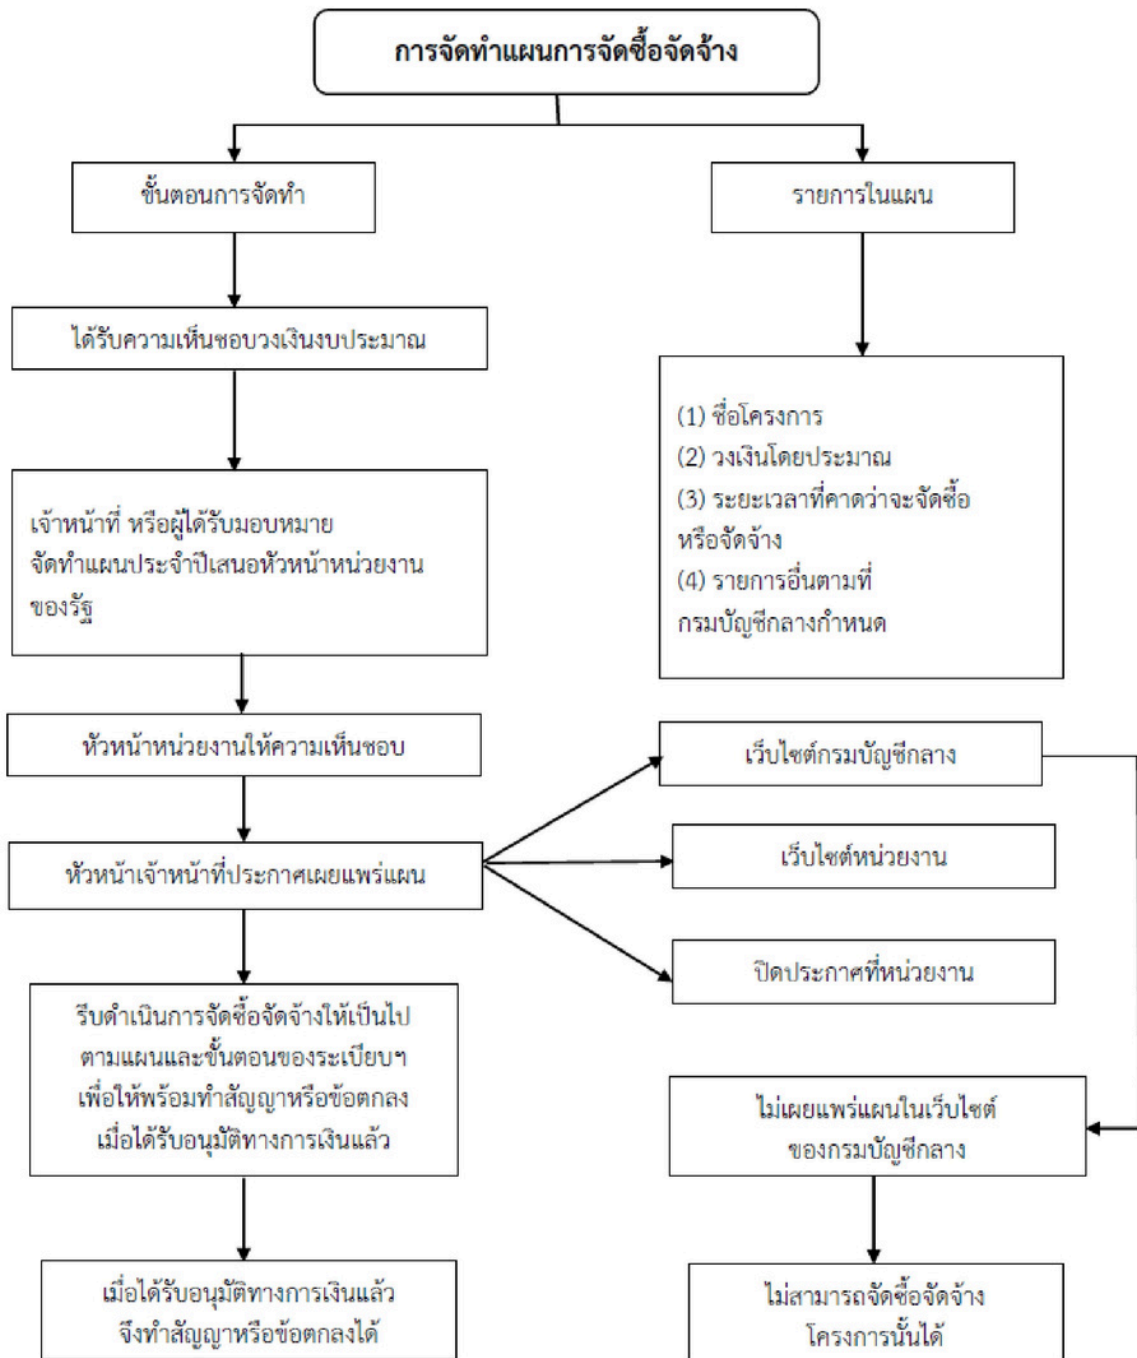 การจัดทำแผนการจัดซื้อจัดจ้าง
ขั้นตอนการจัดทำ
รายการในแผน
ได้รับความเห็นชอบวงเงินงบประมาณ
(1) ชื่อโครงการ
(2) วงเงินโดยประมาณ
(3) ระยะเวลาที่คาดว่าจะจัดซื้อ
หรือจัดจ้าง
(4) รายการอื่นตามที่
กรมบัญชีกลางกำหนด
เจ้าหน้าที่ หรือผู้ได้รับมอบหมาย
จัดทำแผนประจำปีเสนอหัวหน้าหน่วยงาน
ของรัฐ
หัวหน้าหน่วยงานให้ความเห็นชอบ
หัวหน้าเจ้าหน้าที่ประกาศเผยแพร่แผน
เว็บไซต์กรมบัญชีกลาง
เว็บไซต์หน่วยงาน
ปิดประกาศที่หน่วยงาน
รีบดำเนินการจัดซื้อจัดจ้างให้เป็นไป
ตามแผนและขั้นตอนของระเบียบฯ
เพื่อให้พร้อมทำสัญญาหรือข้อตกลง
เมื่อได้รับอนุมัติทางการเงินแล้ว
ไม่เผยแพร่แผนในเว็บไซต์
ของกรมบัญชีกลาง
เมื่อได้รับอนุมัติทางการเงินแล้ว
จึงทำสัญญาหรือข้อตกลงได้
ไม่สามารถจัดซื้อจัดจ้าง
โครงการนั้นได้